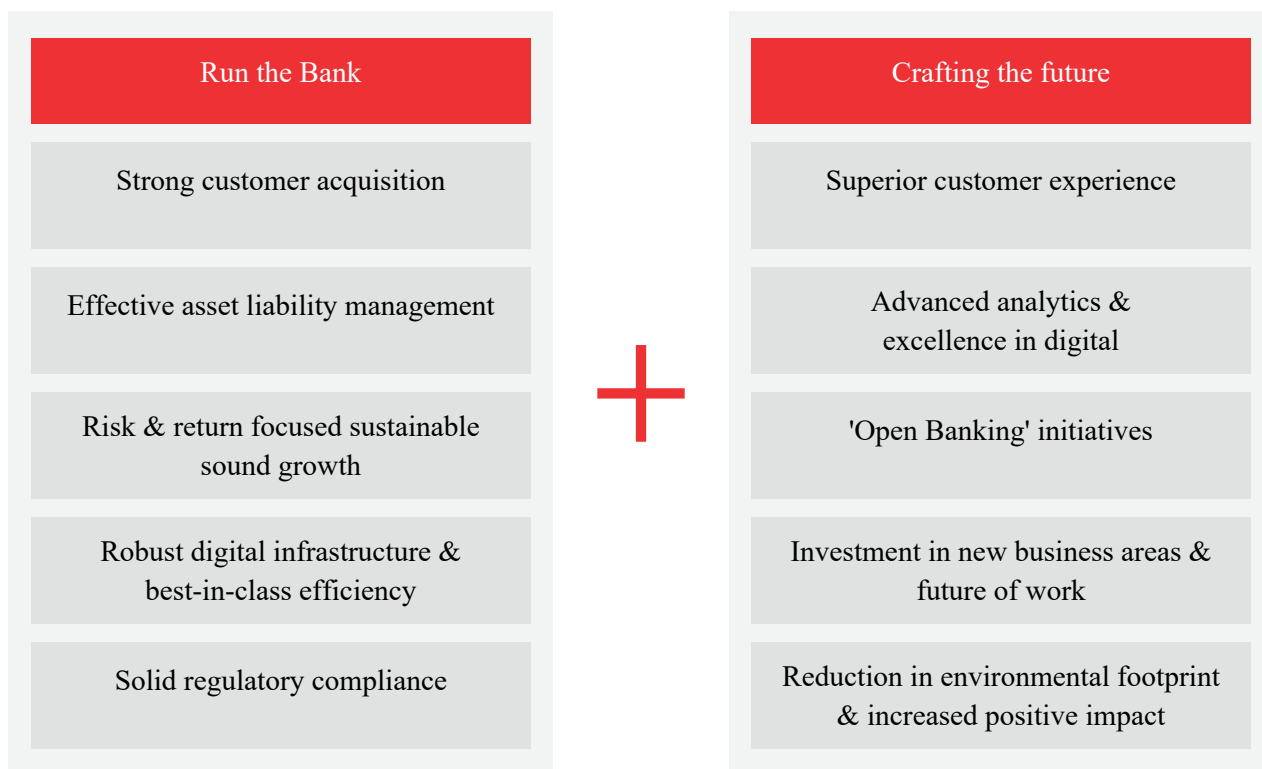 Run the Bank
Strong customer acquisition
Effective asset liability management
Risk & return focused sustainable
sound growth
Robust digital infrastructure &
best-in-class efficiency
Solid regulatory compliance
Crafting the future
Superior customer experience
Advanced analytics &
excellence in digital
'Open Banking' initiatives
Investment in new business areas &
future of work
Reduction in environmental footprint
& increased positive impact